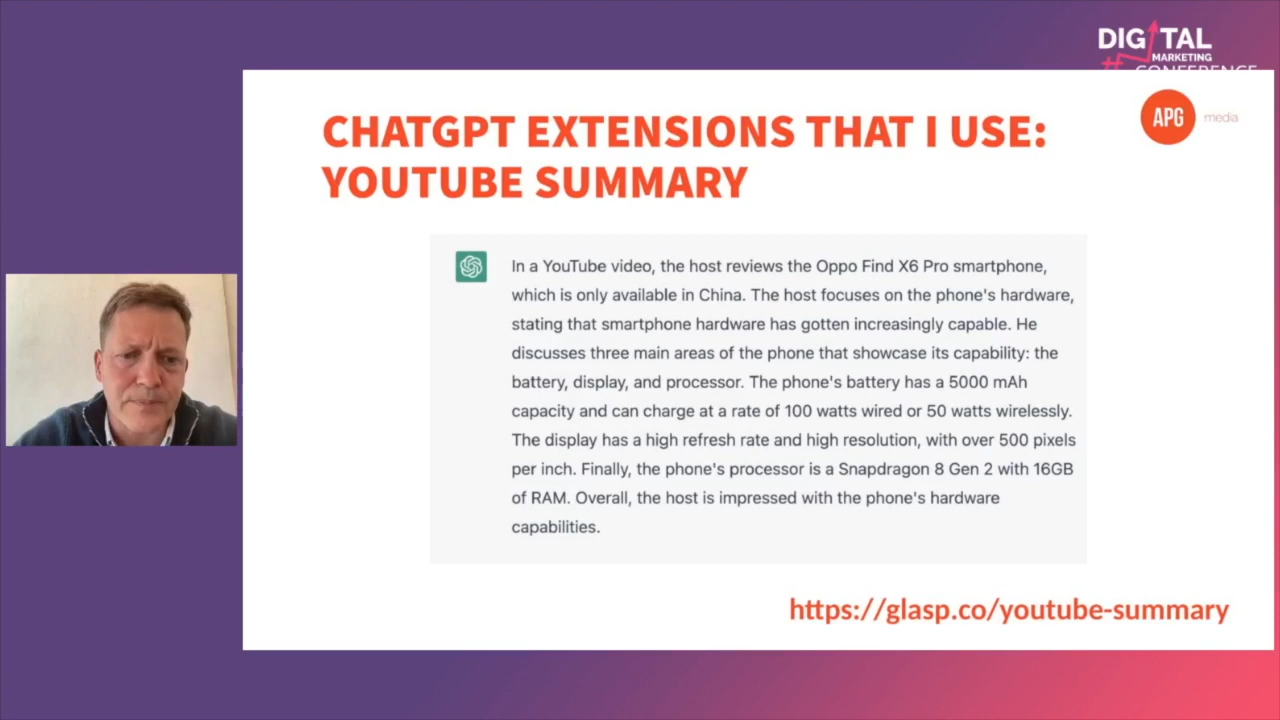 DIGITAL
MARKETING
CONFERENCE
CHATGPT EXTENSIONS THAT I USE:
YOUTUBE SUMMARY
APG media
In a YouTube video, the host reviews the Oppo Find X6 Pro smartphone,
which is only available in China. The host focuses on the phone's hardware,
stating that smartphone hardware has gotten increasingly capable. He
discusses three main areas of the phone that showcase its capability: the
battery, display, and processor. The phone's battery has a 5000 mAh
capacity and can charge at a rate of 100 watts wired or 50 watts wirelessly.
The display has a high refresh rate and high resolution, with over 500 pixels
per inch. Finally, the phone's processor is a Snapdragon 8 Gen 2 with 16GB
of RAM. Overall, the host is impressed with the phone's hardware
capabilities.
https://glasp.co/youtube-summary